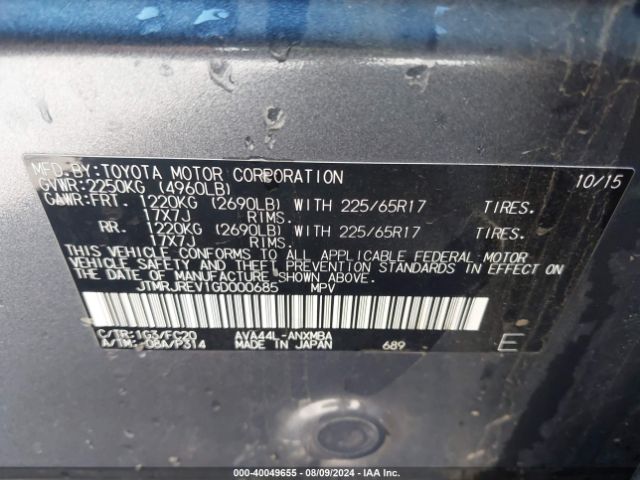 MFD.BY:TOYOTA MOTOR CORPORATION 10/15
GVWR:2250KG (4960LB)
GAWR:FRT. 1220KG (2690LB) WITH 225/65R17 TIRES.
17X7J RIMS.
RR. 1220KG (2690LB) WITH 225/65R17 TIRES.
17X7J RIMS.
THIS VEHICLE CONFORMS TO ALL APPLICABLE FEDERAL MOTOR
VEHICLE SAFETY AND THEFT PREVENTION STANDARDS IN EFFECT ON
THE DATE OF MANUFACTURE SHOWN ABOVE.
JTMRJREV1GD000685 MPV
C/TR:1G3/FC20 AVA44L-ANXMBA
A/TM: -08A/P314 MADE IN JAPAN 689 E
000-40049655 - 08/09/2024 - IAA Inc.